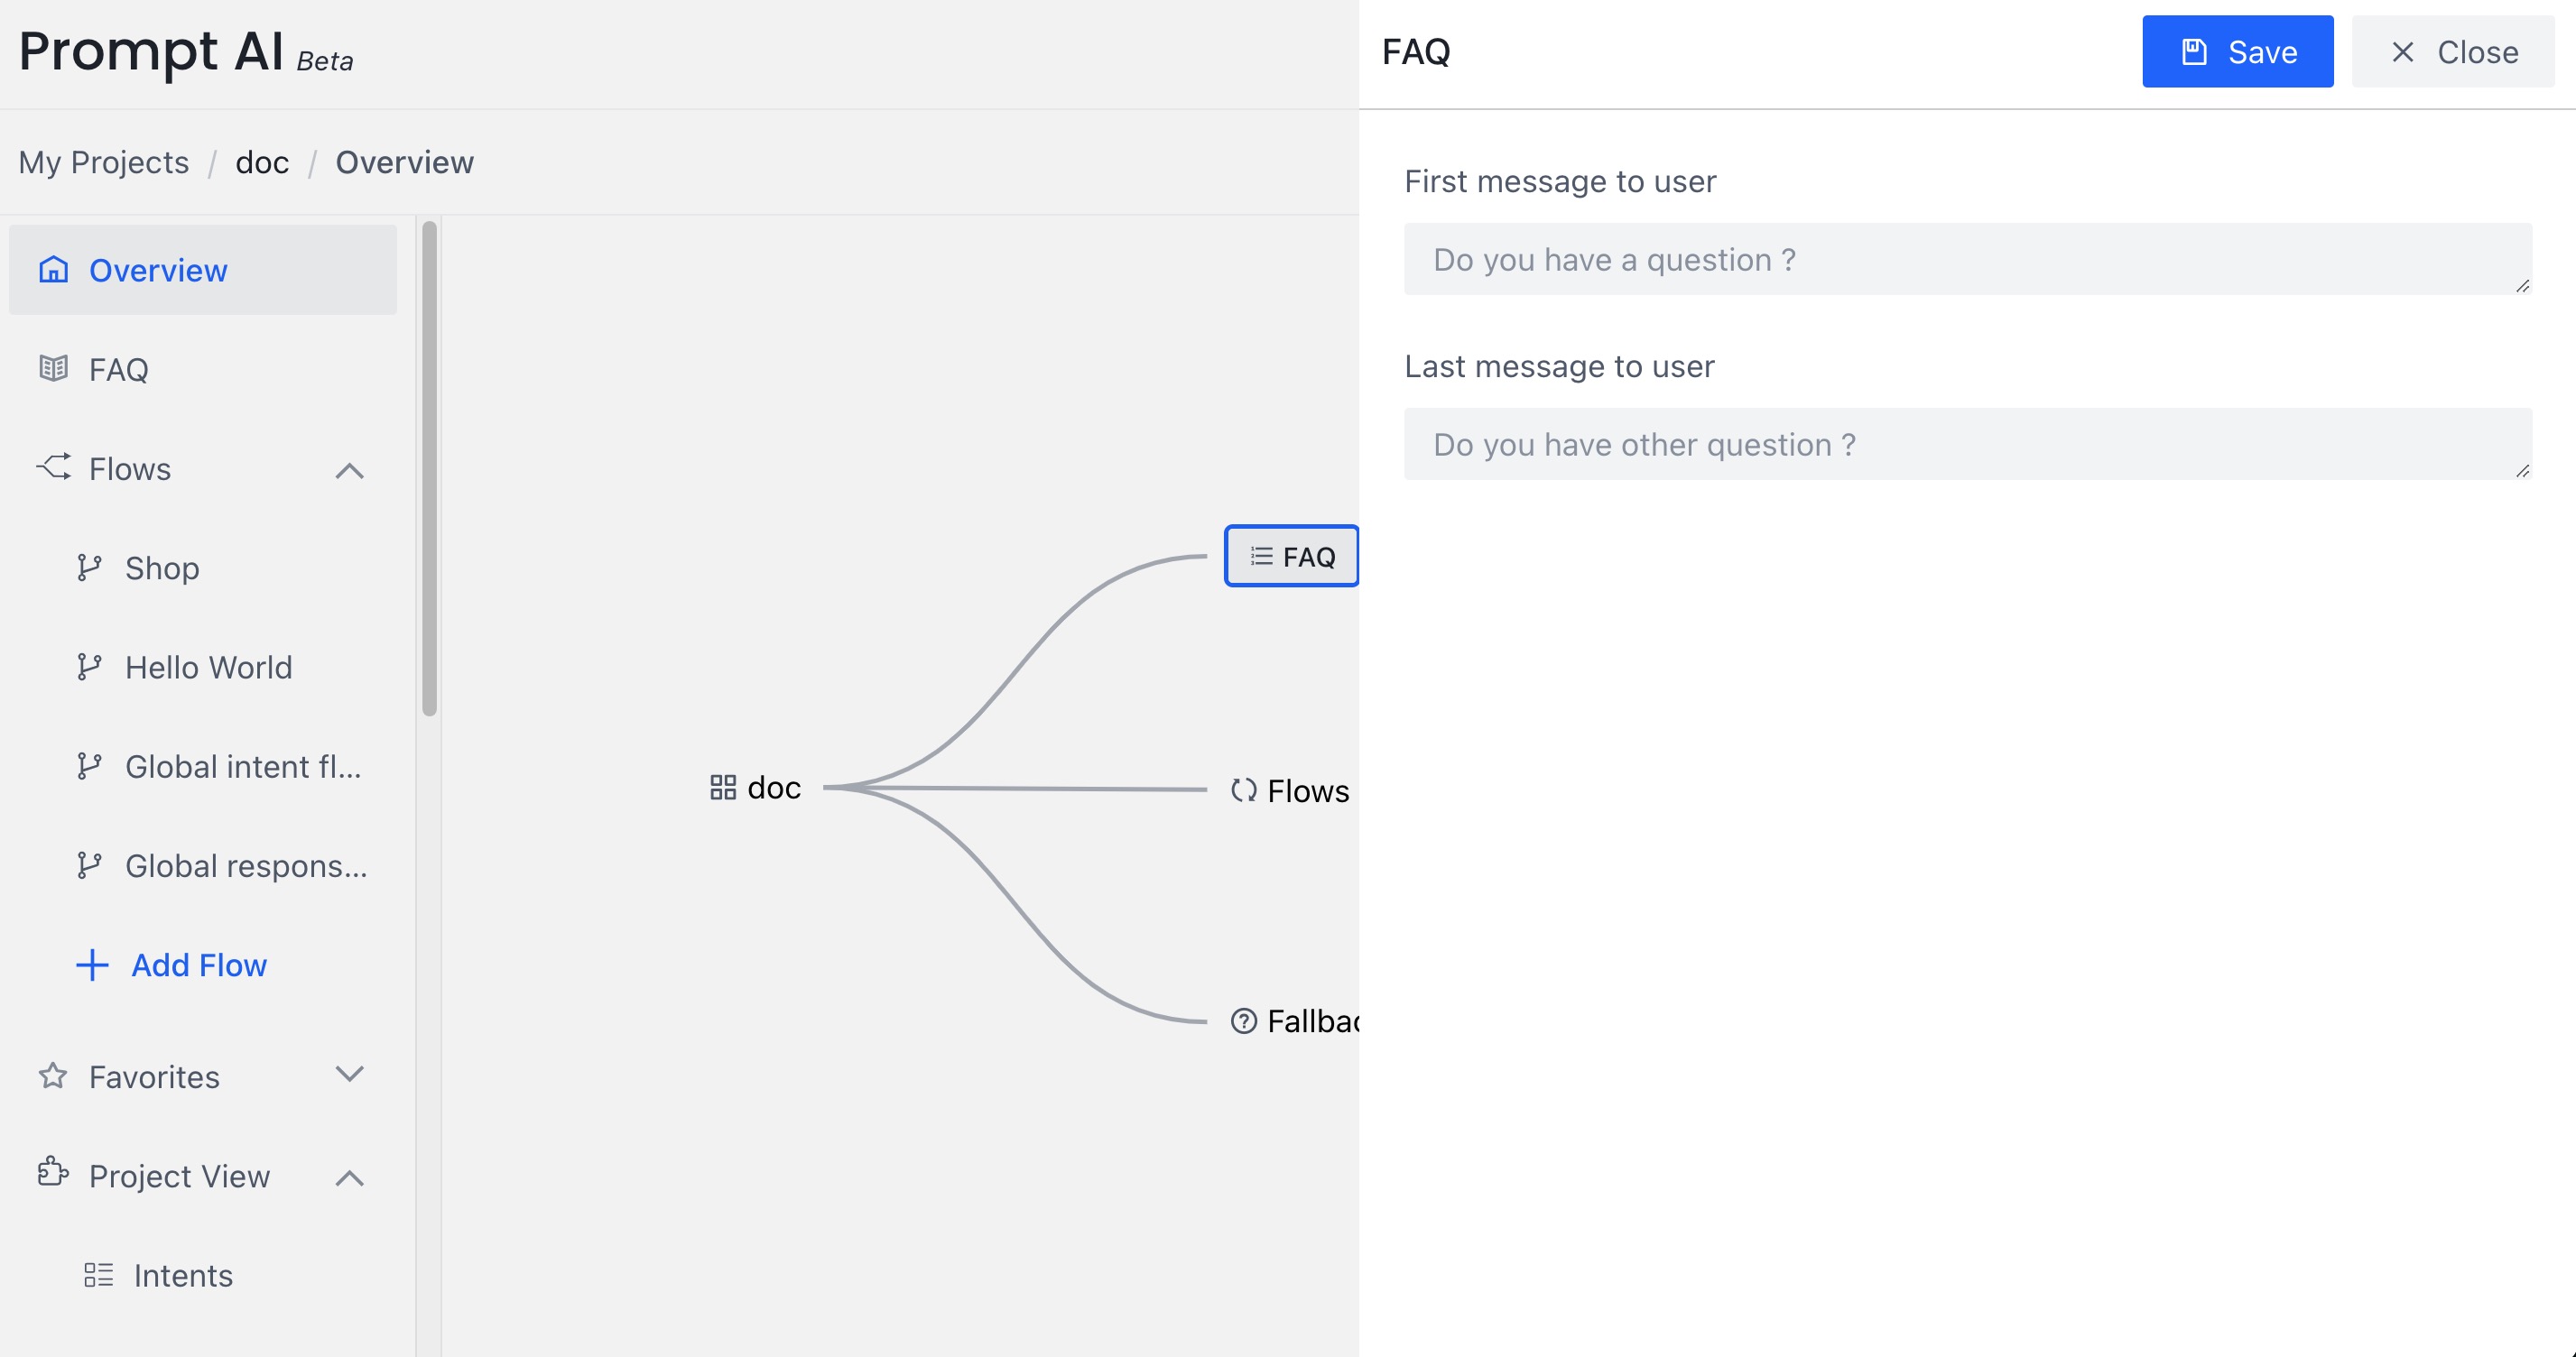 Prompt AI Beta
My Projects / doc / Overview
Overview
FAQ
Flows
Shop
Hello World
Global intent fl...
Global respons...
Add Flow
Favorites
Project View
Intents
doc
FAQ
Flows
Fallbac
FAQ
Save
Close
First message to user
Do you have a question ?
Last message to user
Do you have other question ?